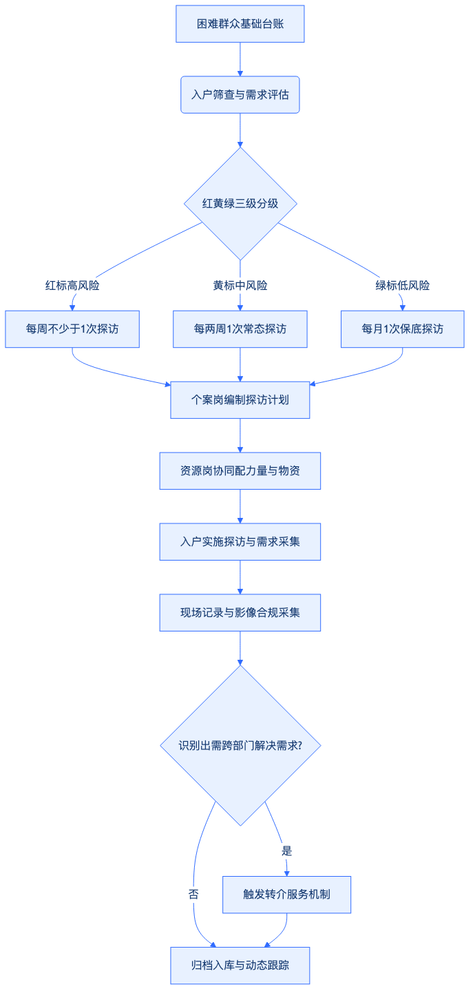 困难群众基础台账
入户筛查与需求评估
红黄绿三级分级
红标高风险
黄标中风险
绿标低风险
每周不少于1次探访
每两周1次常态探访
每月1次保底探访
个案岗编制探访计划
资源岗协同配力量与物资
入户实施探访与需求采集
现场记录与影像合规采集
识别出需跨部门解决需求?
是
否
触发转介服务机制
归档入库与动态跟踪